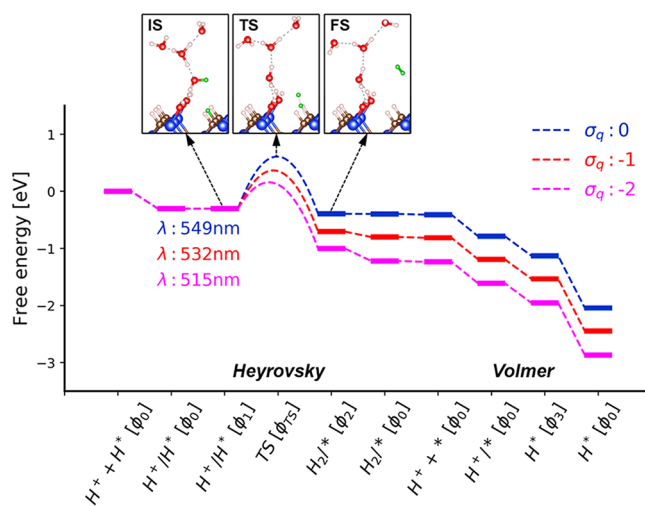 IS
TS
FS
Free energy [eV]
1
0
−1
−2
−3
σq : 0
σq : -1
σq : -2
λ : 549nm
λ : 532nm
λ : 515nm
Heyrovsky
Volmer
H⁺ + H* [ϕ₀]
H⁺/H* [ϕ₀]
H⁺/H* [ϕ₁]
TS [ϕTS]
H₂/* [ϕ₂]
H₂/* [ϕ₀]
H⁺ + * [ϕ₀]
H⁺/* [ϕ₀]
H* [ϕ₃]
H* [ϕ₀]